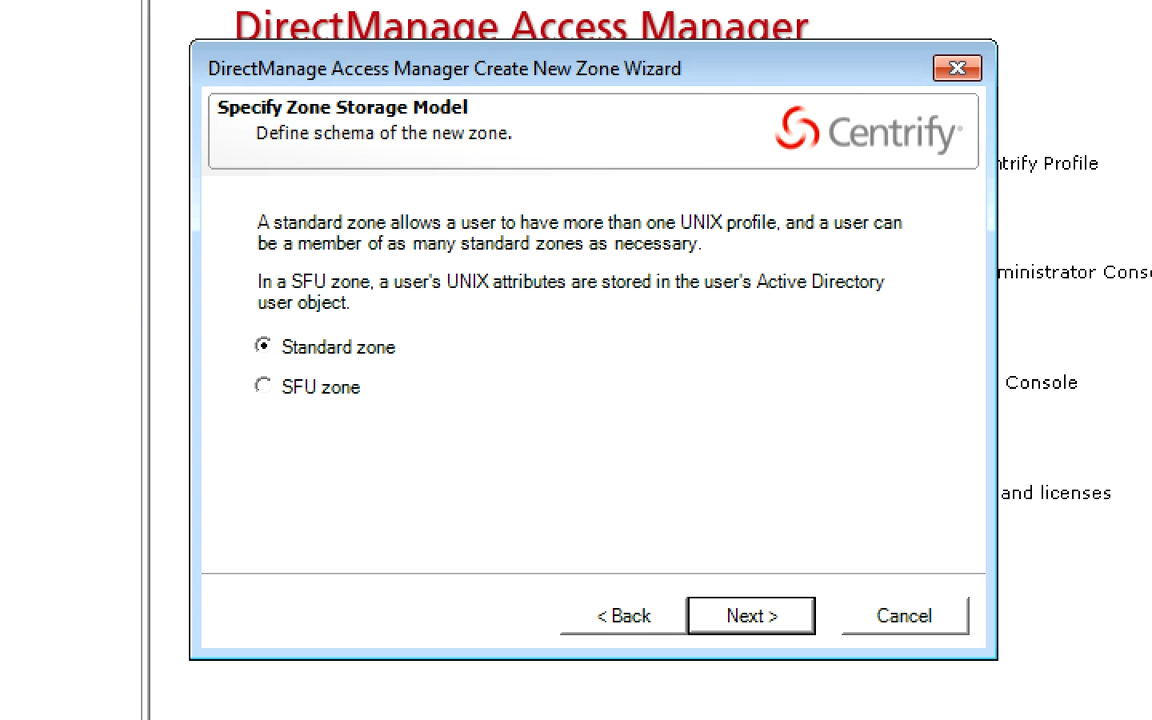 DirectManage Access Manager
DirectManage Access Manager Create New Zone Wizard
Specify Zone Storage Model
Define schema of the new zone.
Centrify
ntrify Profile
A standard zone allows a user to have more than one UNIX profile, and a user can
be a member of as many standard zones as necessary.
ministrator Cons
In a SFU zone, a user's UNIX attributes are stored in the user's Active Directory
user object.
Standard zone
SFU zone
Console
and licenses
< Back
Next >
Cancel